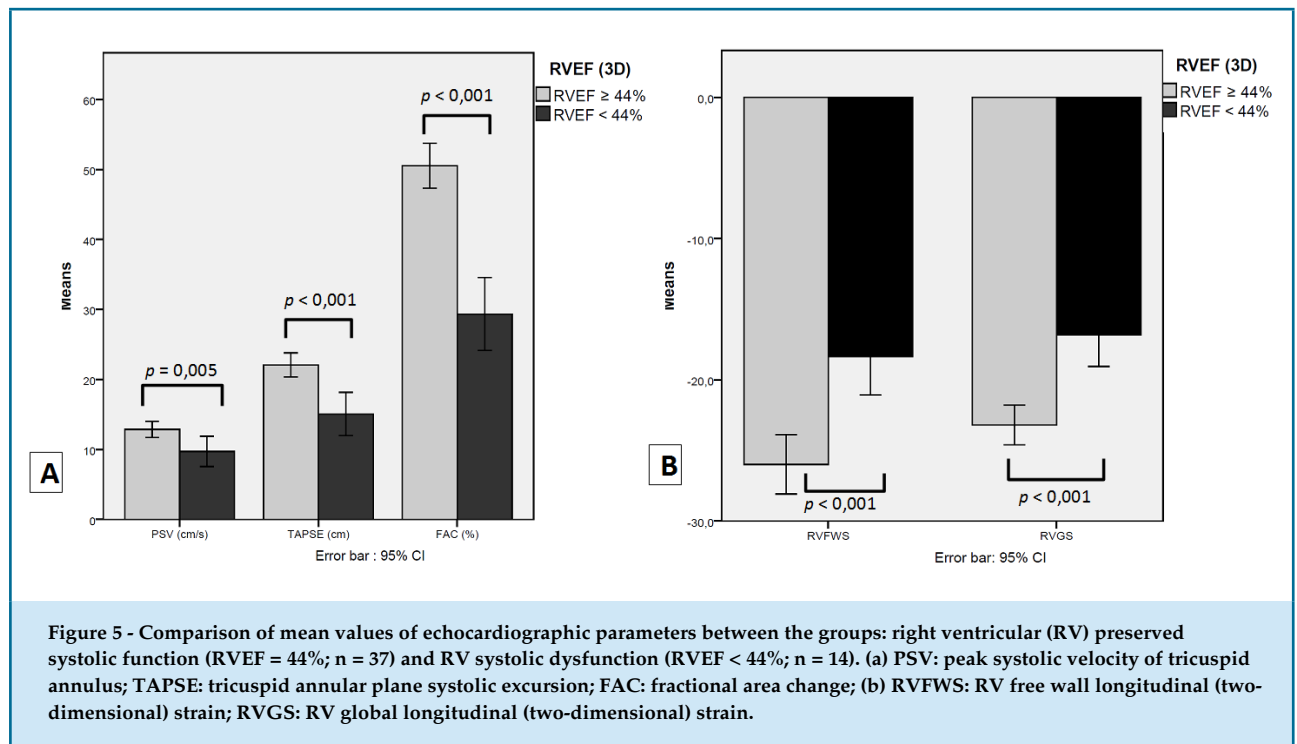 RVEF (3D)
RVEF ≥ 44%
RVEF < 44%
p < 0,001
p < 0,001
p = 0,005
60
50
40
30
20
10
0
Means
A
PSV (cm/s)
TAPSE (cm)
FAC (%)
Error bar : 95% CI
RVEF (3D)
RVEF ≥ 44%
RVEF < 44%
0,0
-10,0
-20,0
-30,0
Means
B
p < 0,001
p < 0,001
RVFWS
RVGS
Error bar: 95% CI
Figure 5 - Comparison of mean values of echocardiographic parameters between the groups: right ventricular (RV) preserved
systolic function (RVEF = 44%; n = 37) and RV systolic dysfunction (RVEF < 44%; n = 14). (a) PSV: peak systolic velocity of tricuspid
annulus; TAPSE: tricuspid annular plane systolic excursion; FAC: fractional area change; (b) RVFWS: RV free wall longitudinal (two-
dimensional) strain; RVGS: RV global longitudinal (two-dimensional) strain.